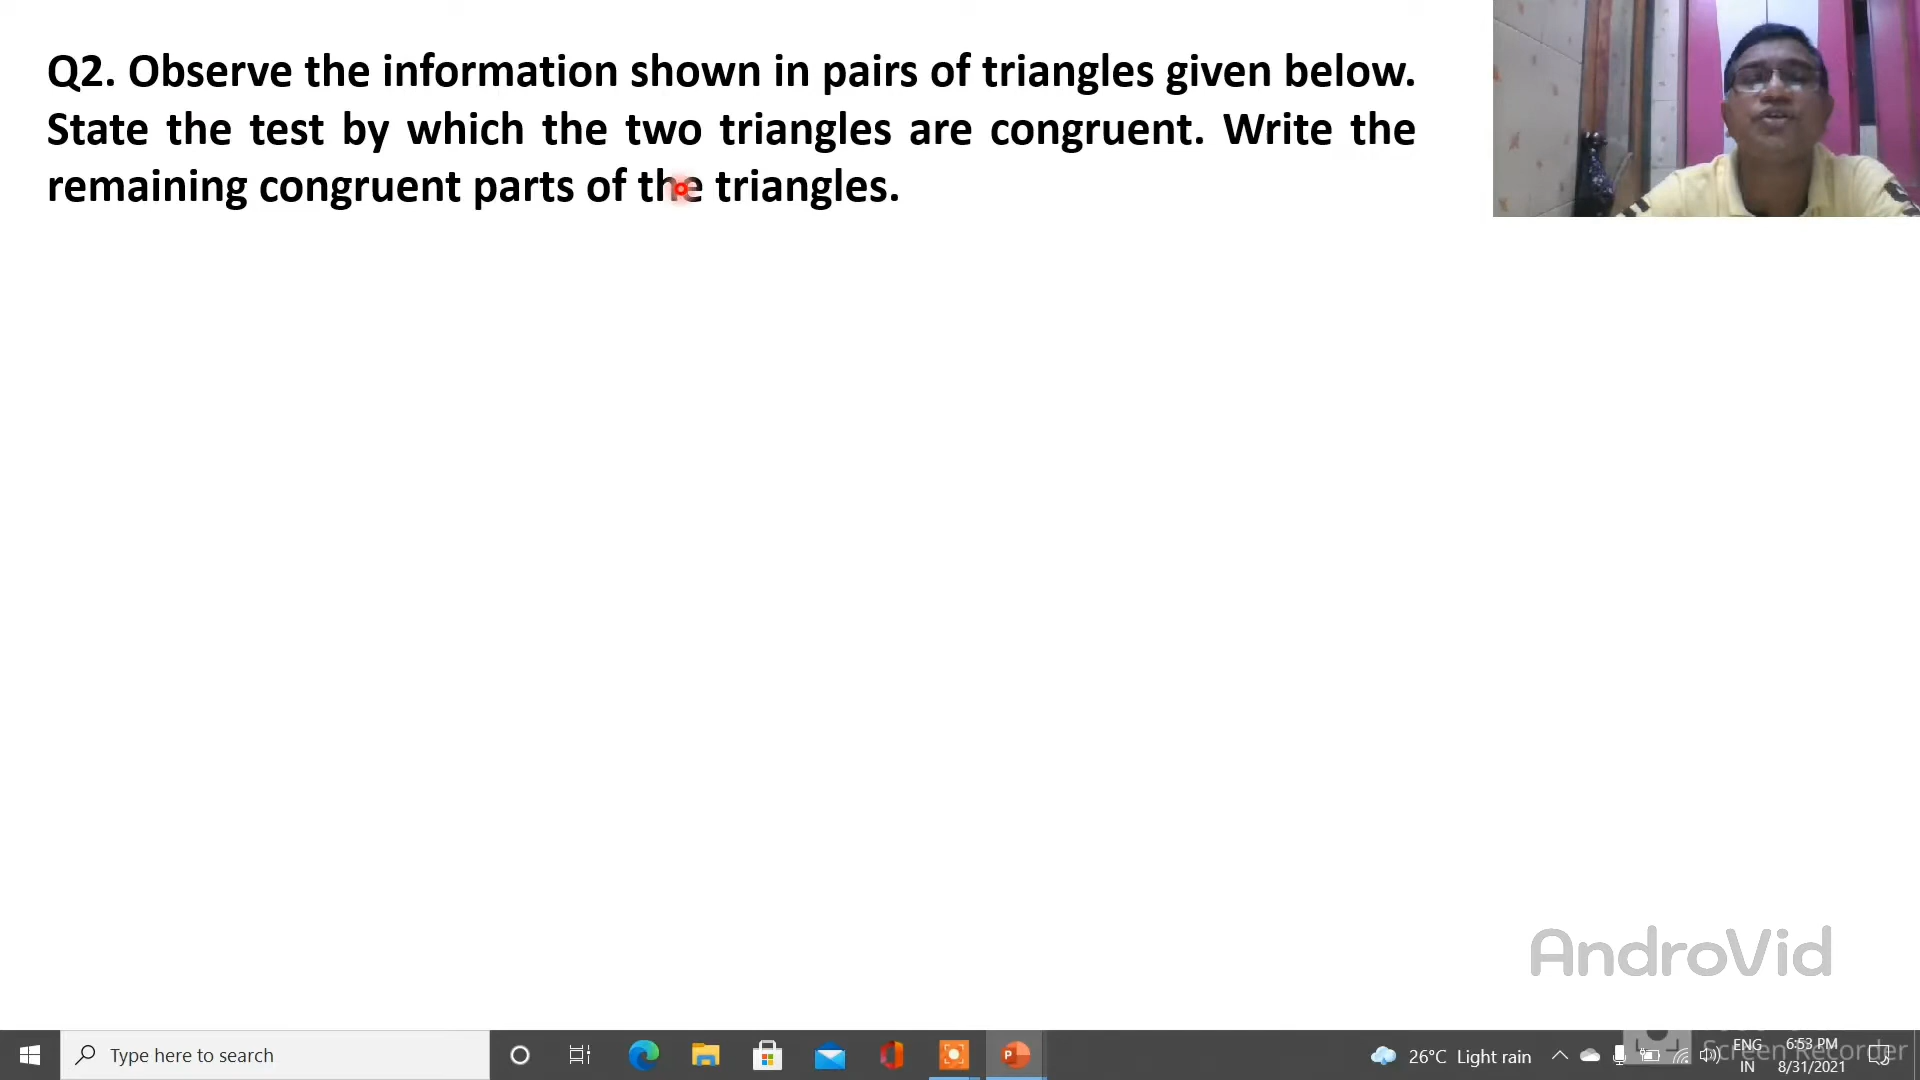 Q2. Observe the information shown in pairs of triangles given below.
State the test by which the two triangles are congruent. Write the
remaining congruent parts of the triangles.
AndroVid
Type here to search
26°C Light rain
ENG
IN
6:53 PM
8/31/2021
Screen Recorder